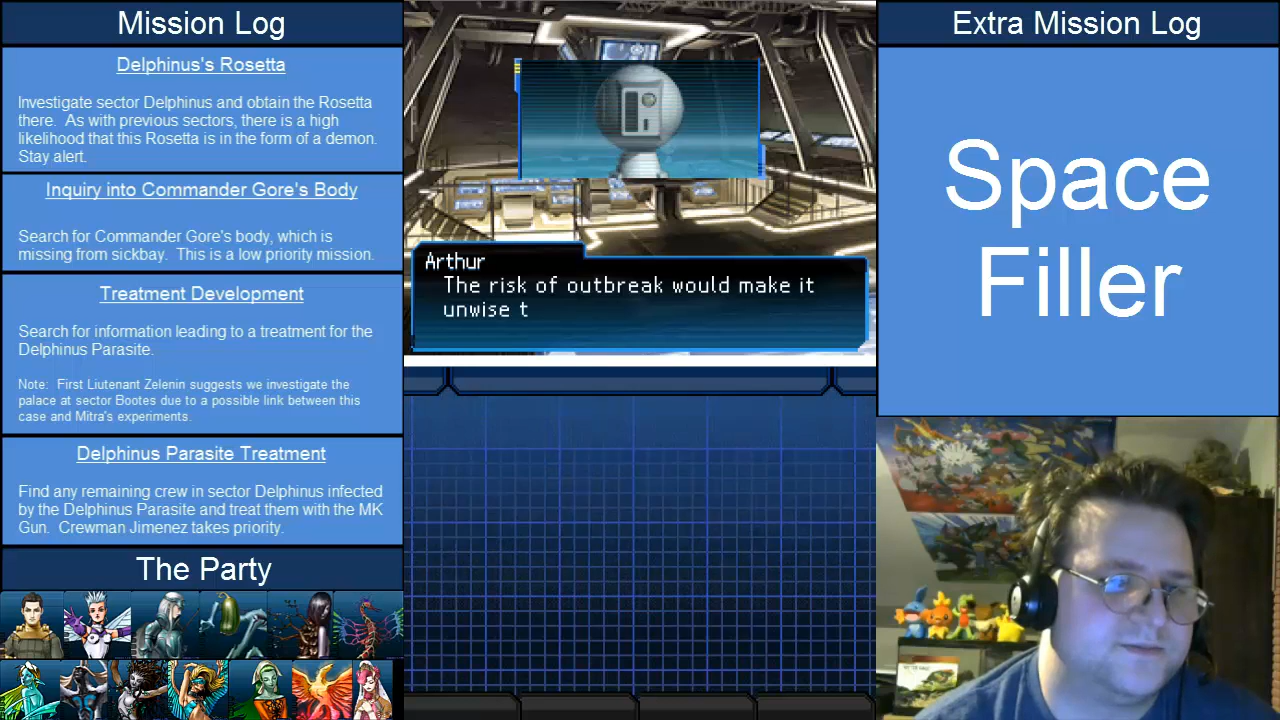 Mission Log
Delphinus's Rosetta
Investigate sector Delphinus and obtain the Rosetta
there.  As with previous sectors, there is a high
likelihood that this Rosetta is in the form of a demon.
Stay alert.
Inquiry into Commander Gore's Body
Search for Commander Gore's body, which is
missing from sickbay.  This is a low priority mission.
Treatment Development
Search for information leading to a treatment for the
Delphinus Parasite.
Note:  First Liutenant Zelenin suggests we investigate the
palace at sector Bootes due to a possible link between this
case and Mitra's experiments.
Delphinus Parasite Treatment
Find any remaining crew in sector Delphinus infected
by the Delphinus Parasite and treat them with the MK
Gun.  Crewman Jimenez takes priority.
The Party
Arthur
The risk of outbreak would make it
unwise t
Extra Mission Log
Space
Filler